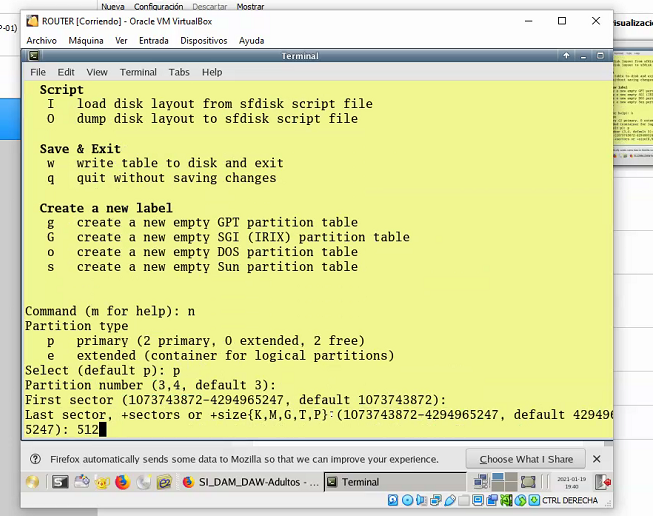 Nueva Configuración Descartar Mostrar
ROUTER [Corriendo] - Oracle VM VirtualBox
Archivo Máquina Ver Entrada Dispositivos Ayuda
Terminal
File Edit View Terminal Tabs Help
Script
I load disk layout from sfdisk script file
O dump disk layout to sfdisk script file
Save & Exit
w write table to disk and exit
q quit without saving changes
Create a new label
g create a new empty GPT partition table
G create a new empty SGI (IRIX) partition table
o create a new empty DOS partition table
s create a new empty Sun partition table
Command (m for help): n
Partition type
p primary (2 primary, 0 extended, 2 free)
e extended (container for logical partitions)
Select (default p): p
Partition number (3,4, default 3):
First sector (1073743872-4294965247, default 1073743872):
Last sector, +sectors or +size{K,M,G,T,P} (1073743872-4294965247, default 429496
5247): 512
Firefox automatically sends some data to Mozilla so that we can improve your experience.
Choose What I Share
SI_DAM_DAW-Adultos - ...
Terminal
2021-01-19
19:40
CTRL DERECHA